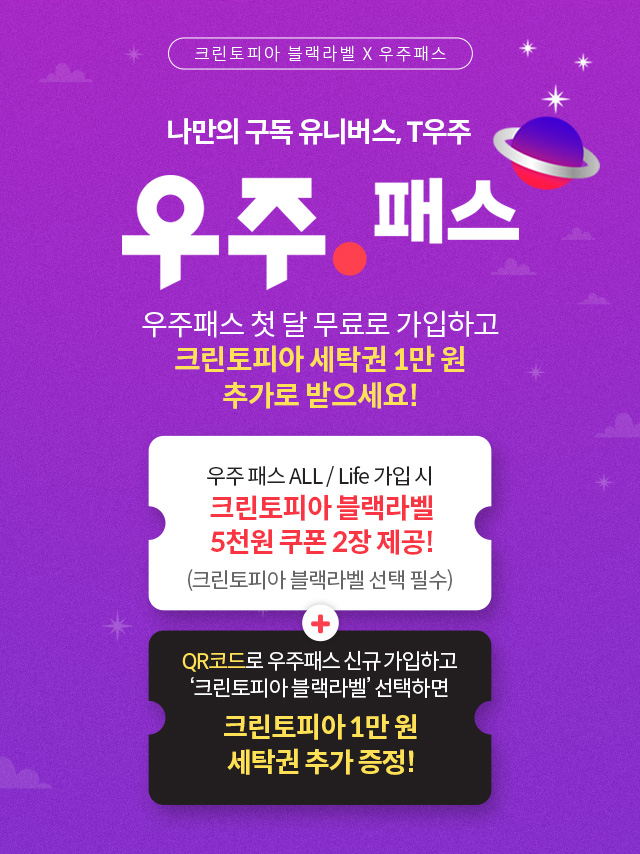 크린토피아 블랙라벨 X 우주패스
나만의 구독 유니버스, T우주
우주.패스
우주패스 첫 달 무료로 가입하고
크린토피아 세탁권 1만 원
추가로 받으세요!
우주 패스 ALL / Life 가입 시
크린토피아 블랙라벨
5천원 쿠폰 2장 제공!
(크린토피아 블랙라벨 선택 필수)
+
QR코드로 우주패스 신규 가입하고
‘크린토피아 블랙라벨’ 선택하면
크린토피아 1만 원
세탁권 추가 증정!